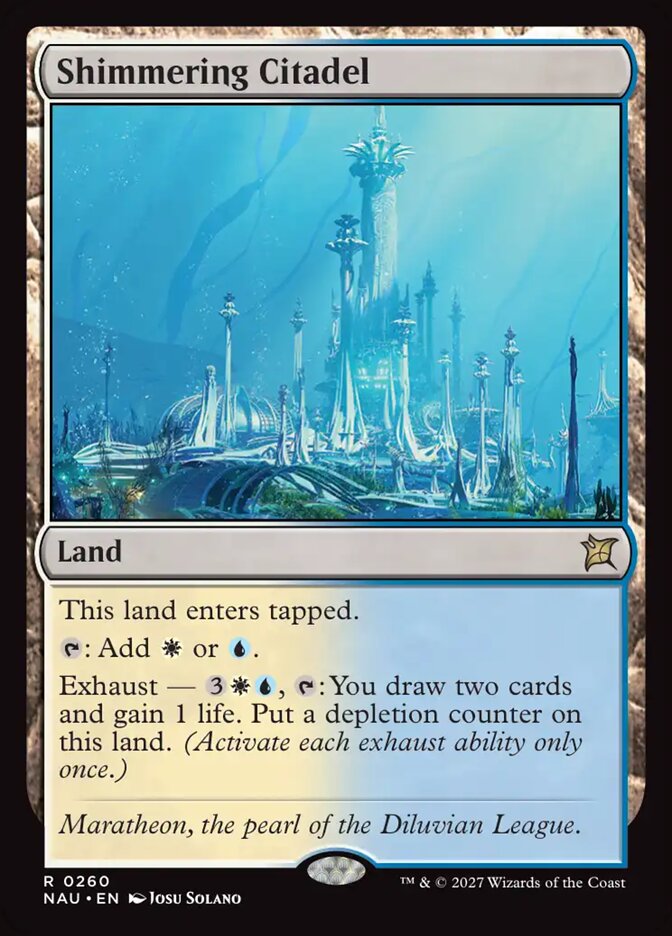 Shimmering Citadel
Land
This land enters tapped.
: Add or .
Exhaust — 3, : You draw two cards
and gain 1 life. Put a depletion counter on
this land. (Activate each exhaust ability only
once.)
Maratheon, the pearl of the Diluvian League.
R 0260
NAU • EN Josu Solano
™ & © 2027 Wizards of the Coast